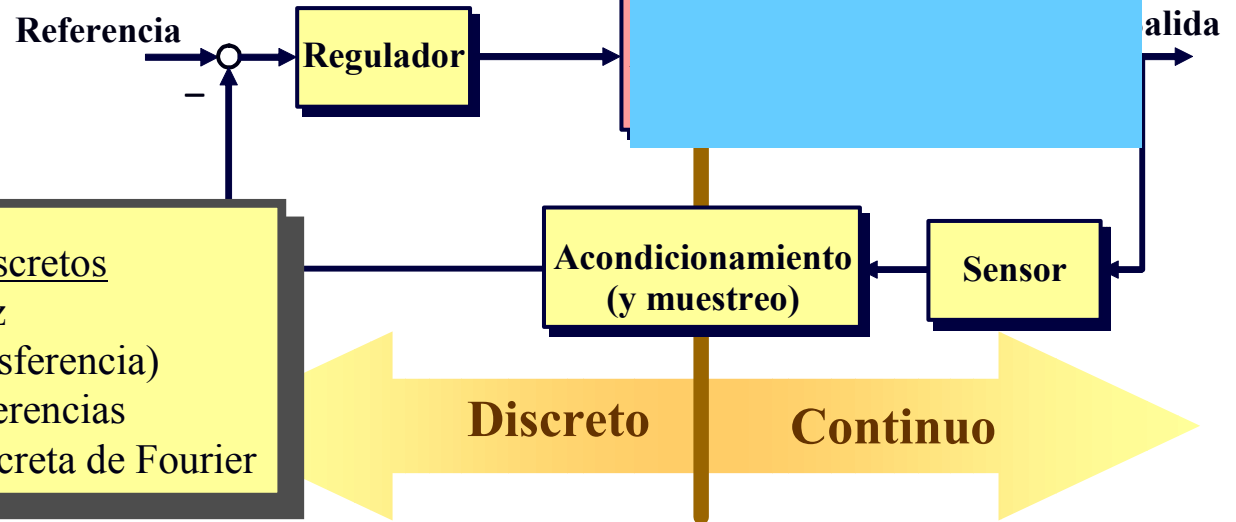 Referencia
alida
Regulador
–
Acondicionamiento
(y muestreo)
Sensor
scretos
z
sferencia)
erencias
creta de Fourier
Discreto
Continuo